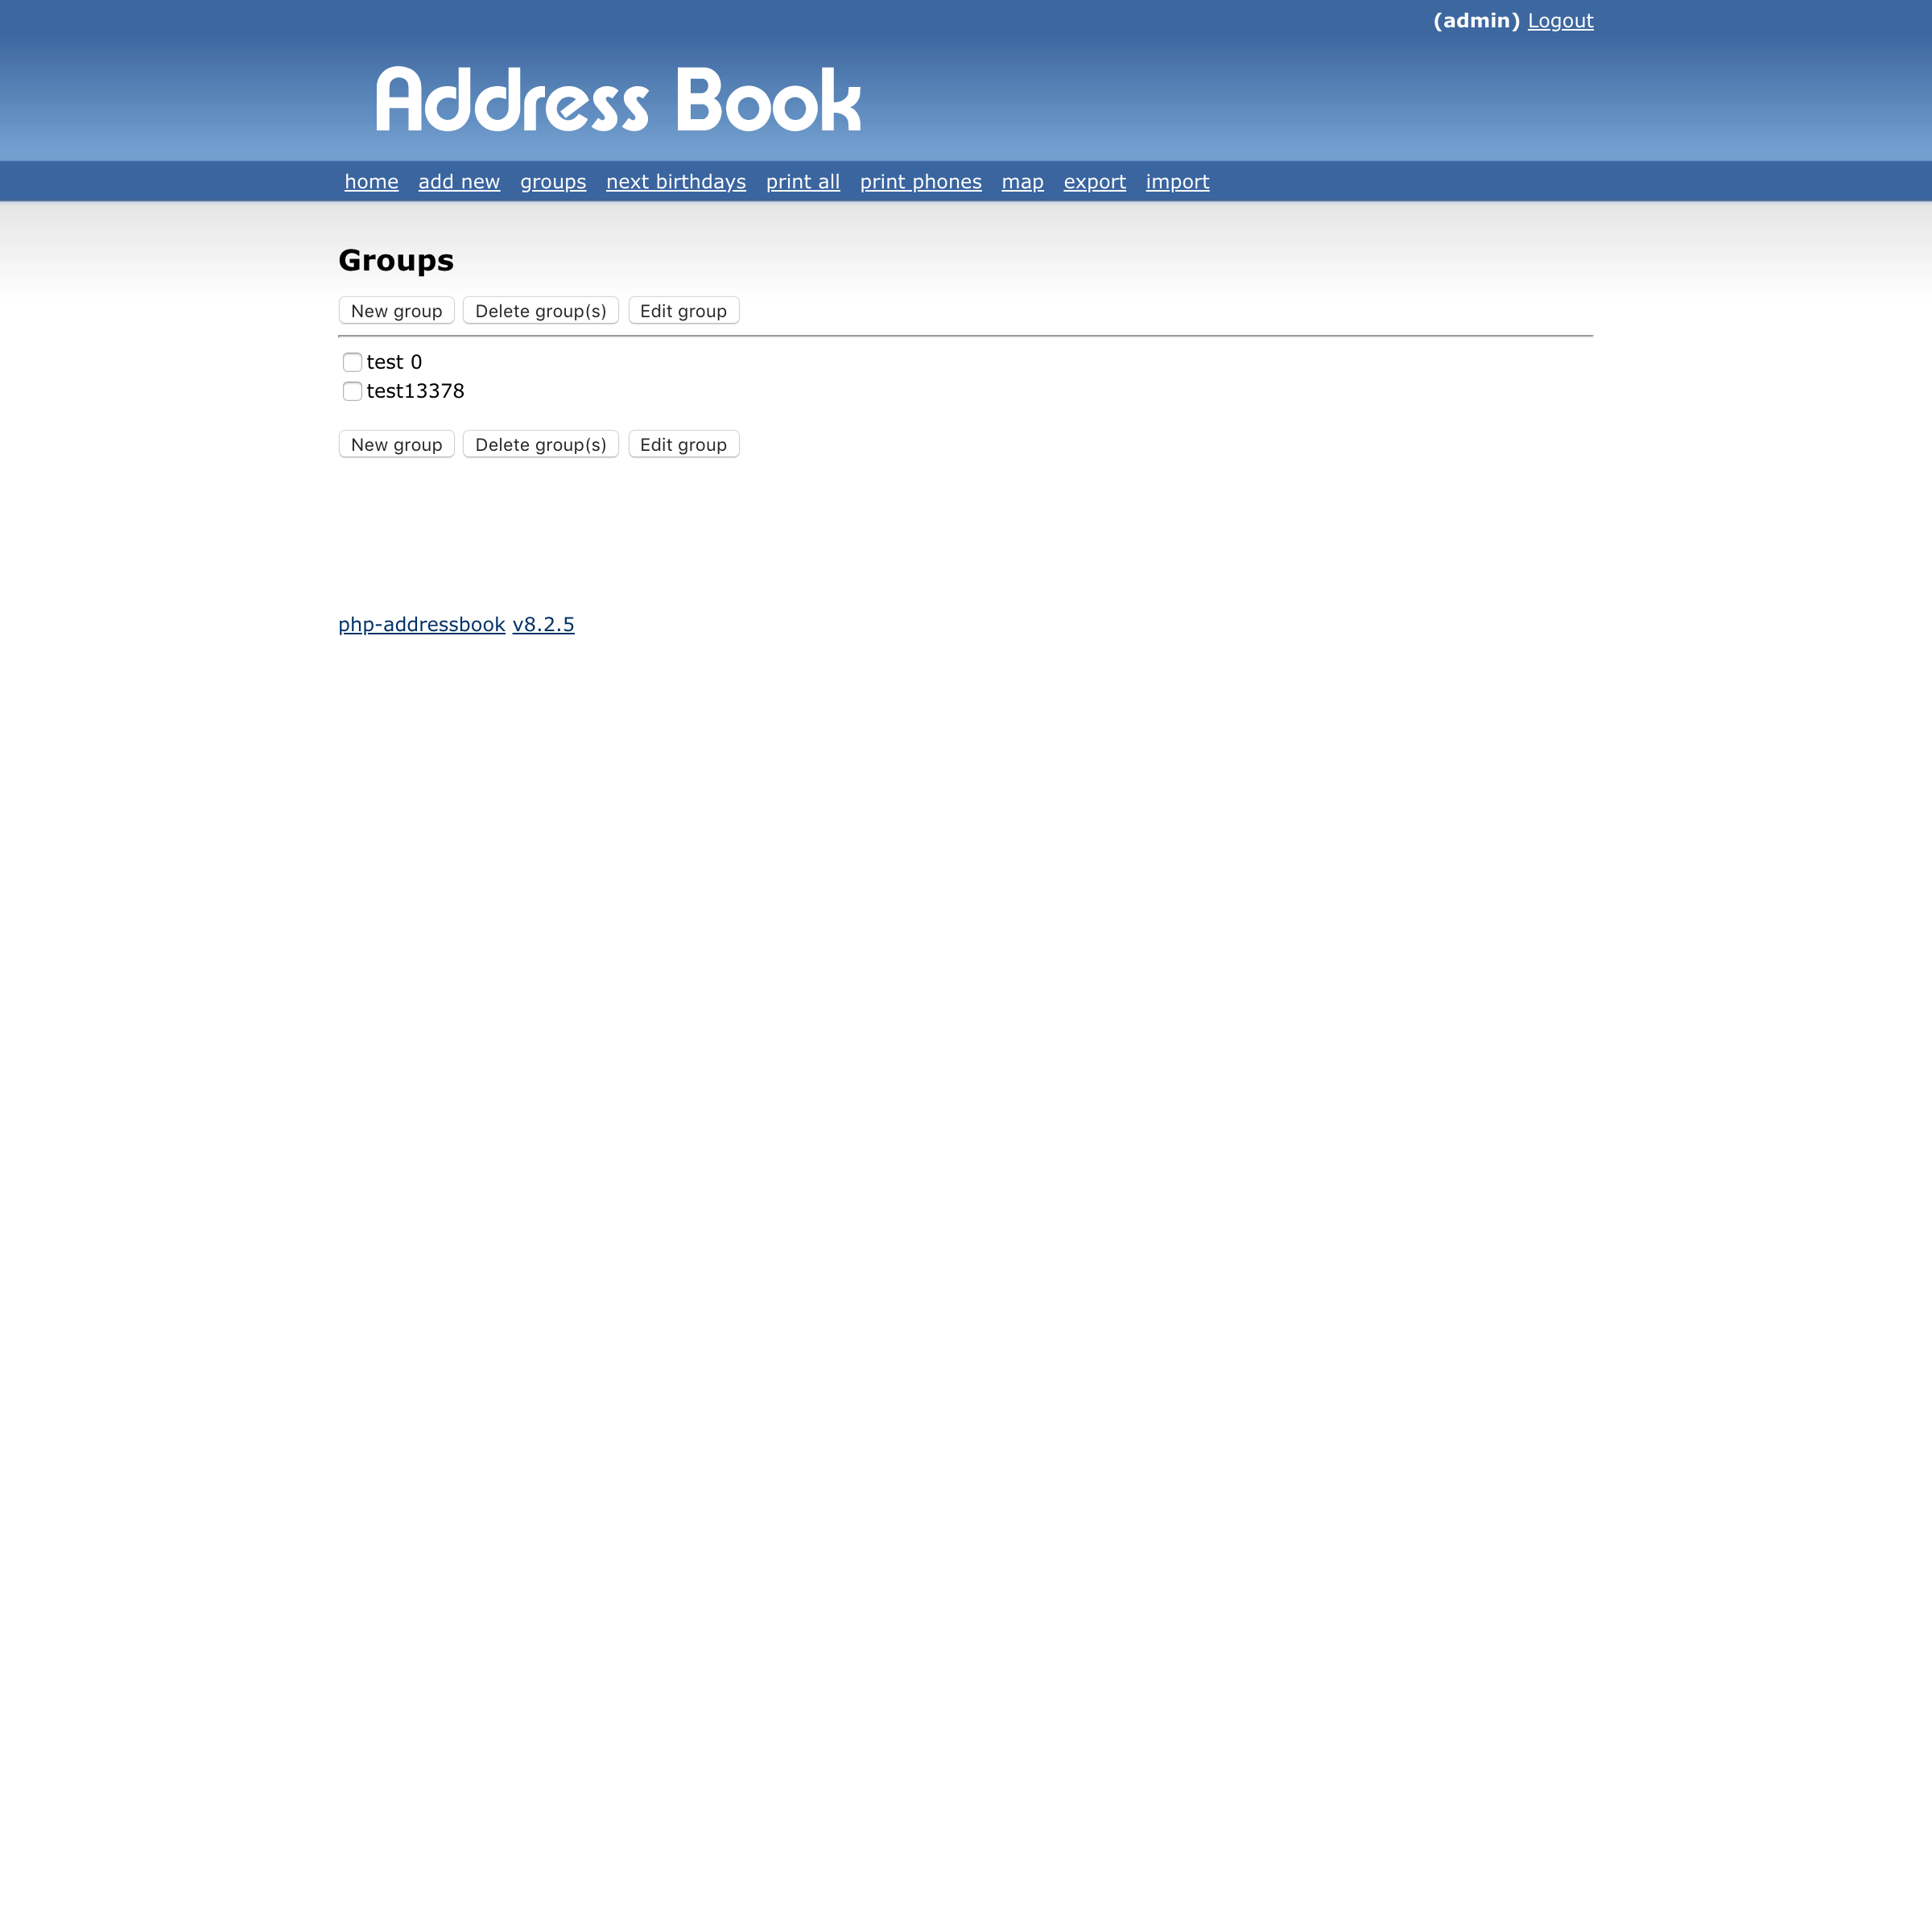 (admin) Logout
Address Book
home add new groups next birthdays print all print phones map export import
Groups
New group Delete group(s) Edit group
test 0
test13378
New group Delete group(s) Edit group
php-addressbook v8.2.5